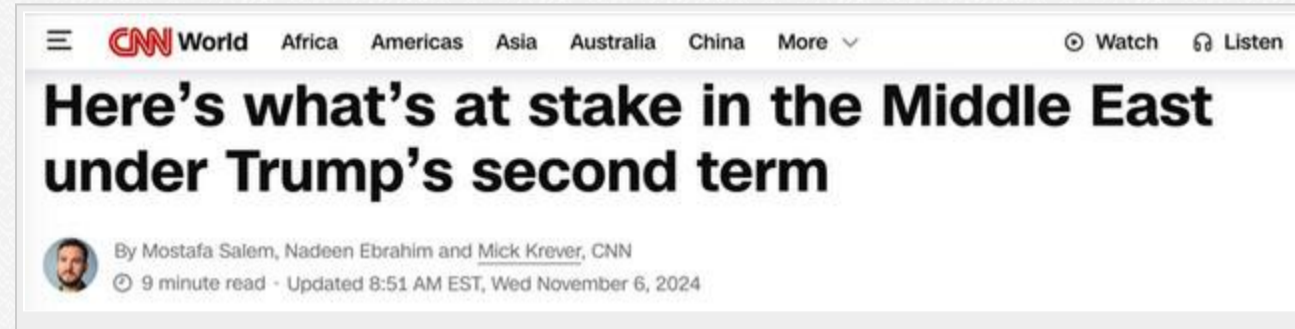 CNN World Africa Americas Asia Australia China More Watch Listen
Here’s what’s at stake in the Middle East
under Trump’s second term
By Mostafa Salem, Nadeen Ebrahim and Mick Krever, CNN
9 minute read · Updated 8:51 AM EST, Wed November 6, 2024